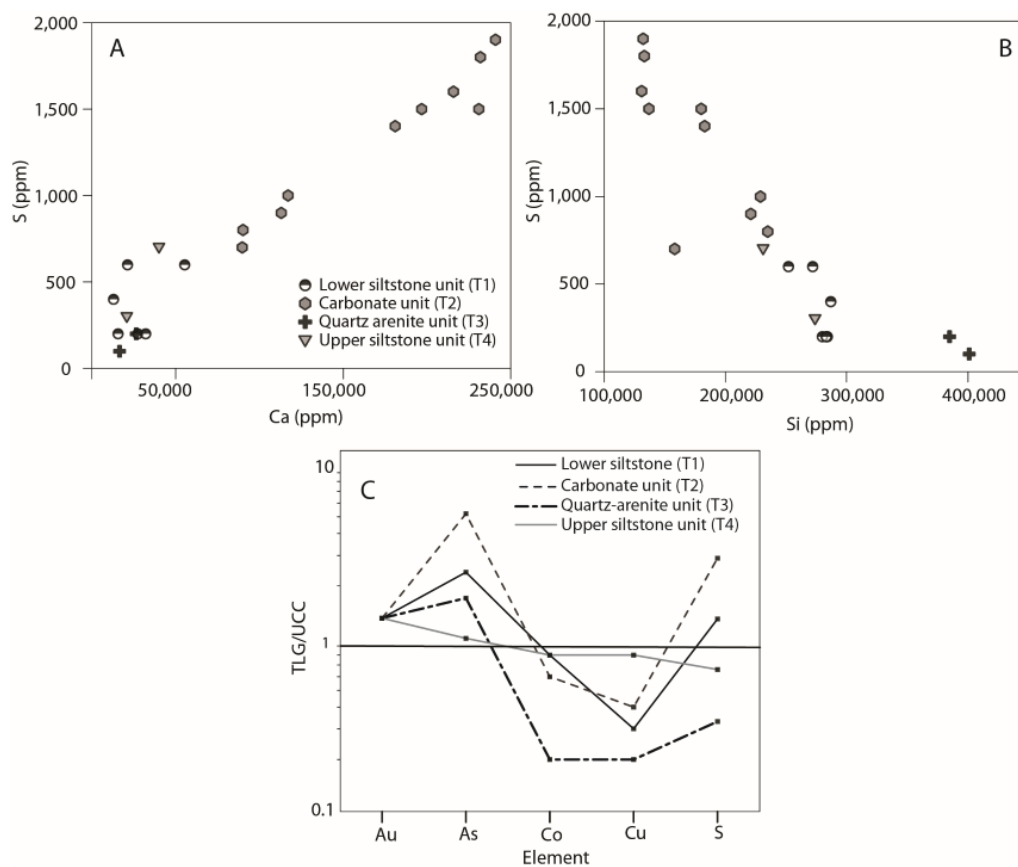 A
2,000
1,500
1,000
500
0
S (ppm)
50,000
150,000
250,000
Ca (ppm)
Lower siltstone unit (T1)
Carbonate unit (T2)
Quartz arenite unit (T3)
Upper siltstone unit (T4)
B
2,000
1,500
1,000
500
0
S (ppm)
100,000
200,000
300,000
400,000
Si (ppm)
C
10
1
0.1
TLG/UCC
Lower siltstone (T1)
Carbonate unit (T2)
Quartz-arenite unit (T3)
Upper siltstone unit (T4)
Au
As
Co
Cu
S
Element